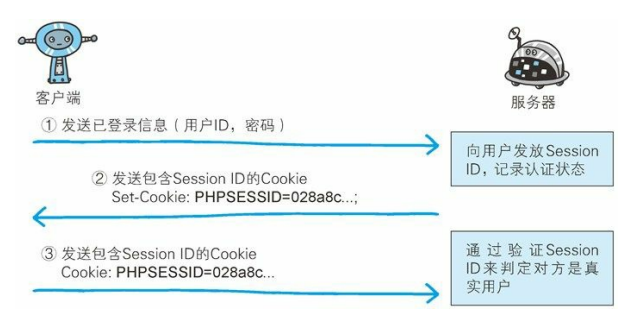 客户端
服务器
① 发送已登录信息（用户ID，密码）
向用户发放Session
ID，记录认证状态
② 发送包含Session ID的Cookie
Set-Cookie: PHPSESSID=028a8c…;
③ 发送包含Session ID的Cookie
Cookie: PHPSESSID=028a8c…
通过验证Session
ID来判定对方是真
实用户